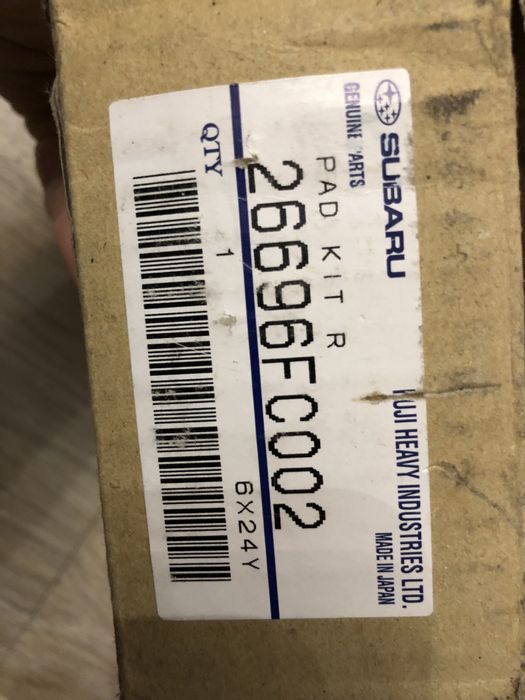 SUBARU FUJI HEAVY INDUSTRIES LTD.
GENUINE PARTS MADE IN JAPAN
PAD KIT R
26696FC002
QTY 1 6X24Y